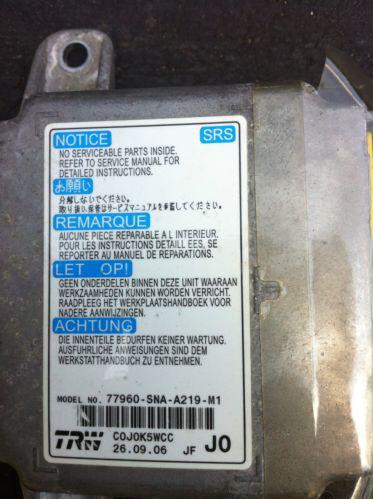 NOTICE SRS
NO SERVICEABLE PARTS INSIDE.
REFER TO SERVICE MANUAL FOR
DETAILED INSTRUCTIONS.
お願い
分解しないでください。
取り扱い、保管はサービスマニュアルを参照してください。
REMARQUE
AUCUNE PIECE REPARABLE A L INTERIEUR.
POUR LES INSTRUCTIONS DETAILL EES, SE
REPORTER AU MANUEL DE REPARATIONS.
LET OP!
GEEN ONDERDELEN BINNEN DEZE UNIT WAARAAN
WERKZAAMHEDEN KUNNEN WORDEN VERRICHT.
RAADPLEEG HET WERKPLAATSHANDBOEK VOOR
NADERE AANWIJZINGEN.
ACHTUNG
DIE INNENTEILE BEDURFEN KEINER WARTUNG.
AUSFUHRLICHE ANWEISUNGEN SIND DEM
WERKSTATTHANDBUCH ZU ENTNEHMEN.
MODEL NO. 77960-SNA-A219-M1
TRW COJOK5WCC
26.09.06 JF J0